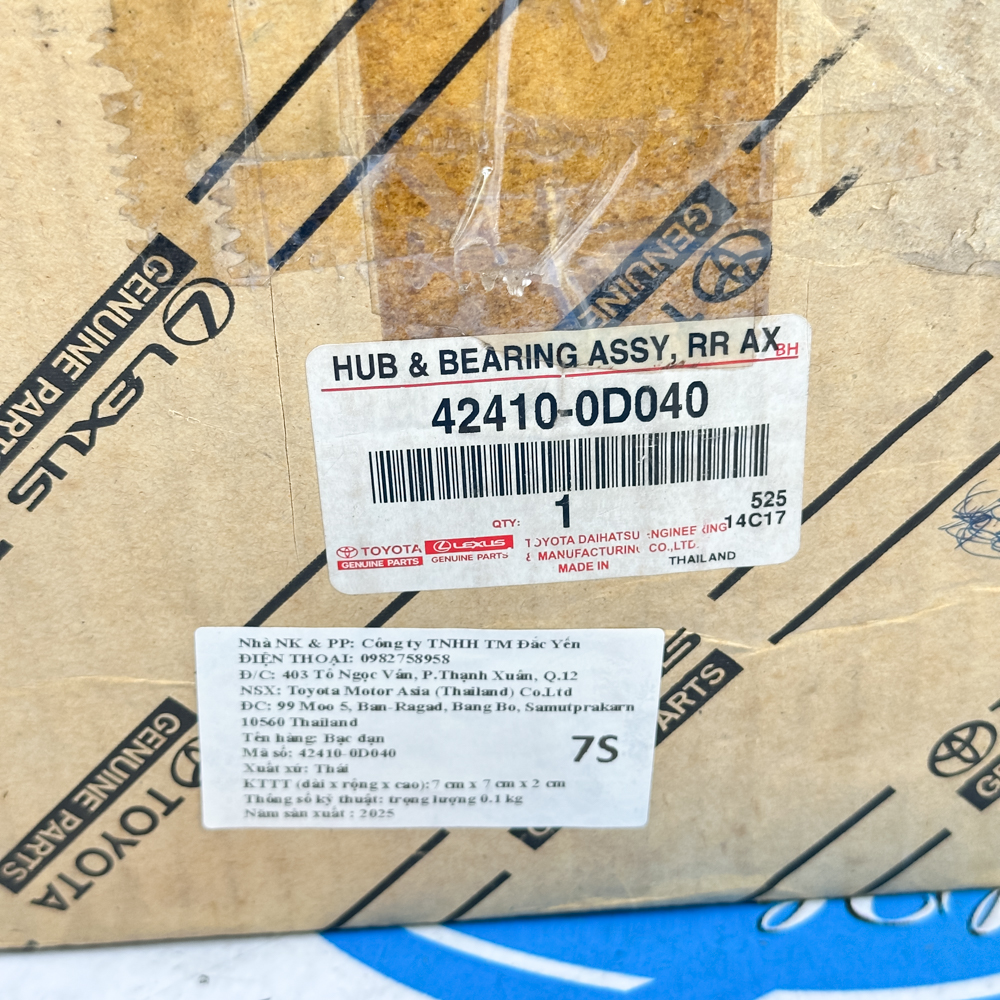 GENUINE PARTS
LEXUS
GENUINE
HUB & BEARING ASSY, RR AX
BH
42410-0D040
QTY: 1
525
14C17
TOYOTA
GENUINE PARTS
LEXUS
GENUINE PARTS
TOYOTA DAIHATSU ENGINEERING
& MANUFACTURING CO.,LTD.
MADE IN THAILAND
Nhà NK & PP: Công ty TNHH TM Đắc Yến
ĐIỆN THOẠI: 0982758958
Đ/C: 403 Tô Ngọc Vân, P.Thạnh Xuân, Q.12
NSX: Toyota Motor Asia (Thailand) Co.Ltd
ĐC: 99 Moo 5, Ban-Ragad, Bang Bo, Samutprakarn
10560 Thailand
Tên hàng: Bạc đạn
Mã số: 42410-0D040
Xuất xứ: Thái
KTTT (dài x rộng x cao):7 cm x 7 cm x 2 cm
Thông số kỹ thuật: trọng lượng 0.1 kg
Năm sản xuất : 2025
7S
PARTS
GENUINE PARTS
TOYOTA